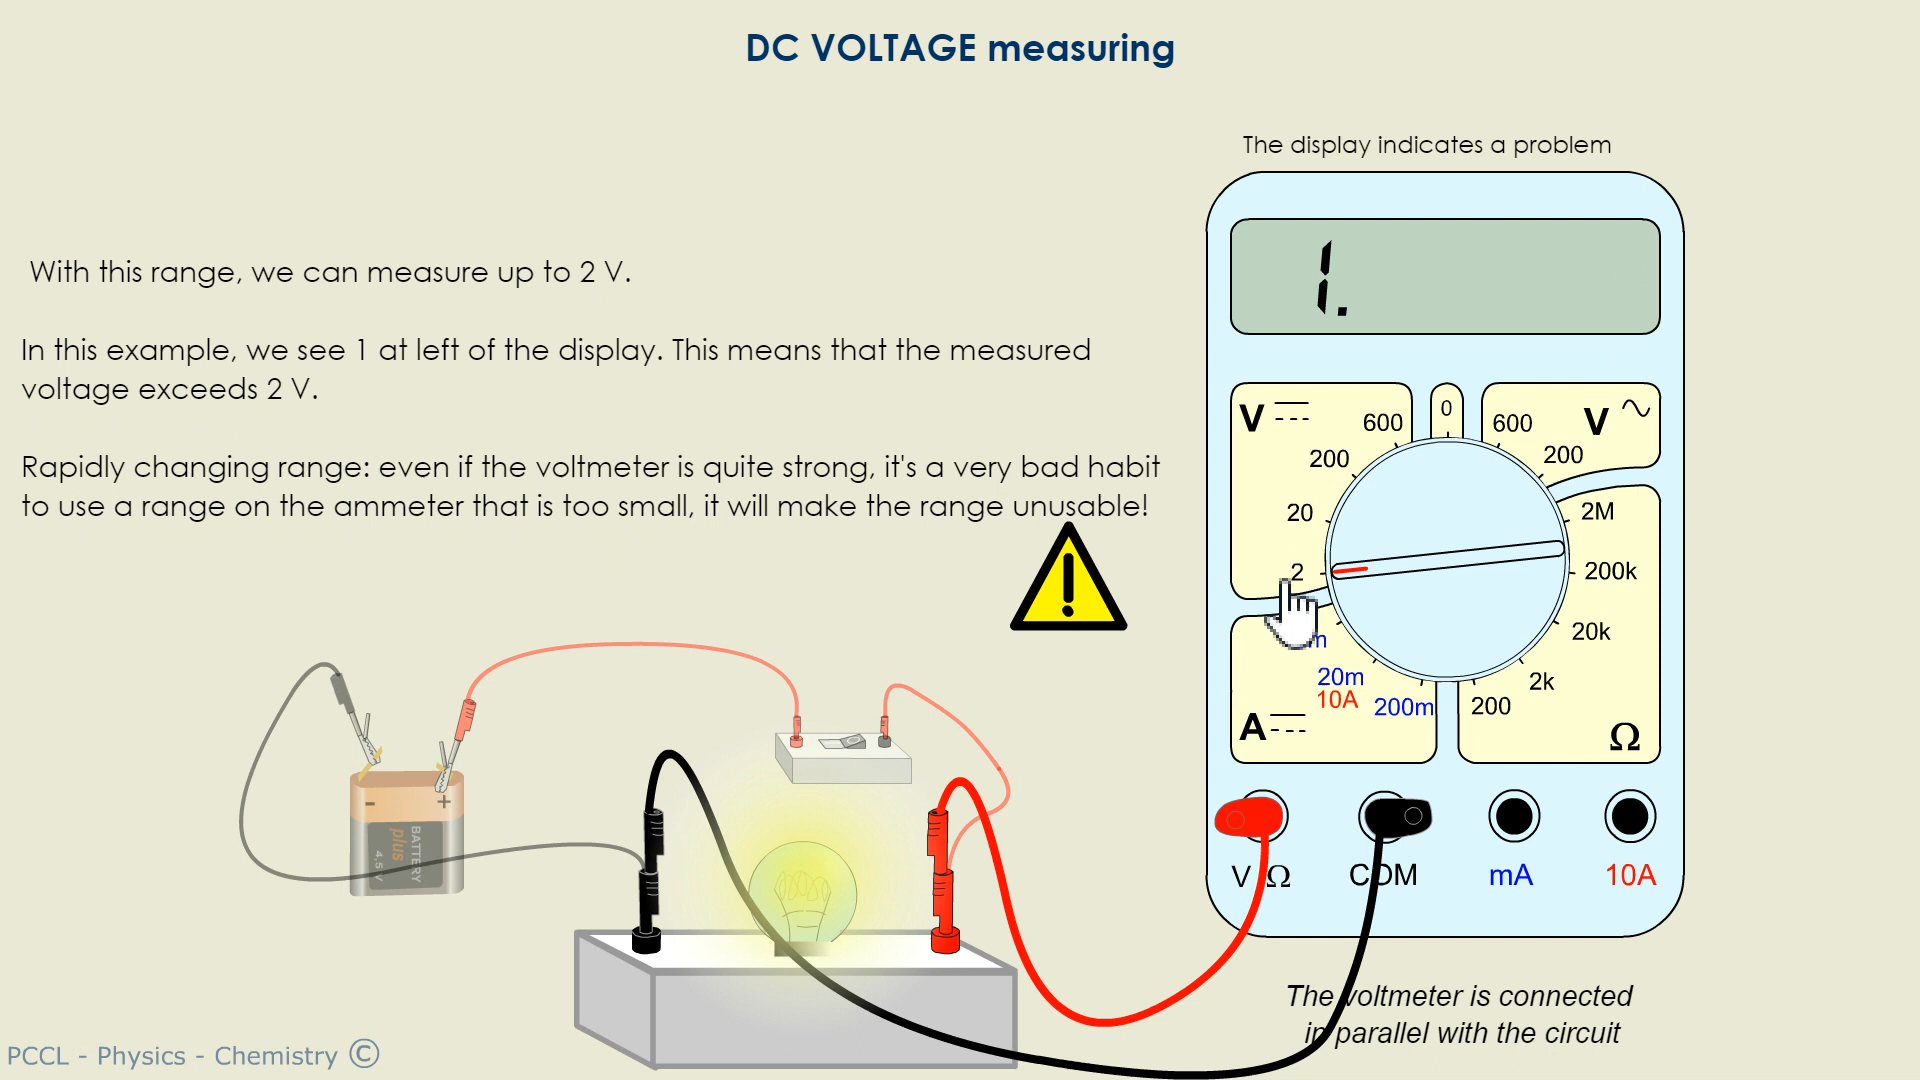 DC VOLTAGE measuring
The display indicates a problem
1.
With this range, we can measure up to 2 V.
In this example, we see 1 at left of the display. This means that the measured
voltage exceeds 2 V.
Rapidly changing range: even if the voltmeter is quite strong, it's a very bad habit
to use a range on the ammeter that is too small, it will make the range unusable!
V
600
0
600
V
200
200
20
2M
2
200k
m
20k
20m
2k
10A
200m
200
A
Ω
- +
BATTERY
plus
4,5 V
V Ω
COM
mA
10A
The voltmeter is connected
in parallel with the circuit
PCCL - Physics - Chemistry ©